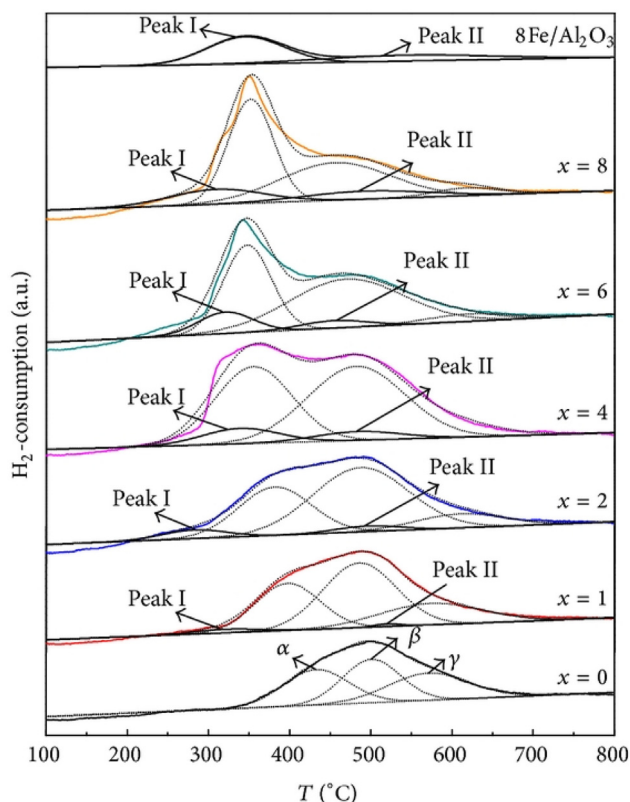 Peak I
Peak II
8Fe/Al₂O₃
Peak I
Peak II
x = 8
Peak I
Peak II
x = 6
Peak I
Peak II
x = 4
Peak I
Peak II
x = 2
Peak I
Peak II
x = 1
α
β
γ
x = 0
H₂-consumption (a.u.)
100 200 300 400 500 600 700 800
T (°C)